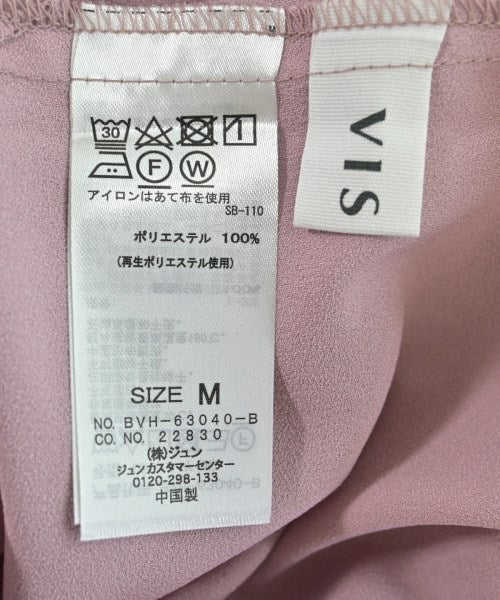 M
30
F W
アイロンはあて布を使用
SB-110
ポリエステル 100%
(再生ポリエステル使用)
SIZE M
NO. BVH-63040-B
CO. NO. 22830
(株)ジュン
ジュンカスタマーセンター
0120-298-133
中国製
VIS